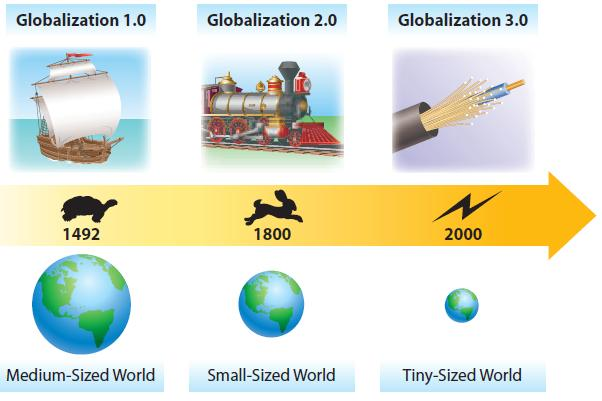 Globalization 1.0
Globalization 2.0
Globalization 3.0
1492
1800
2000
Medium-Sized World
Small-Sized World
Tiny-Sized World